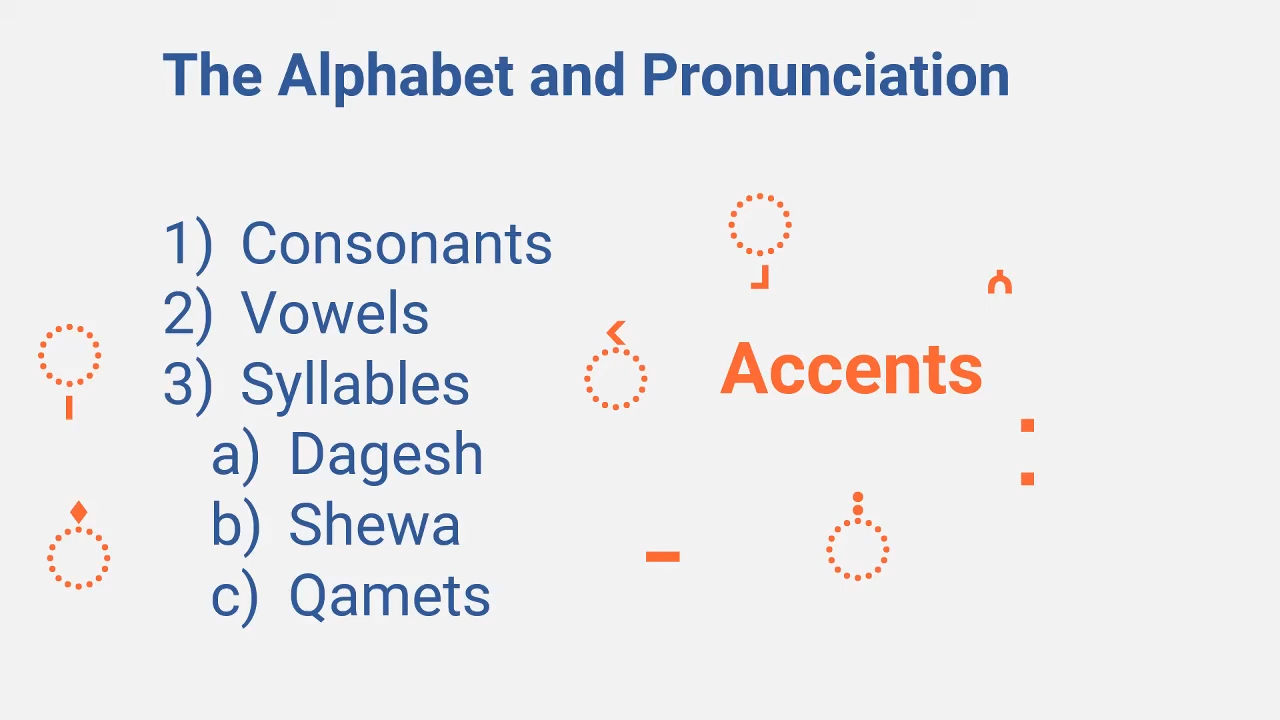 The Alphabet and Pronunciation
1) Consonants
2) Vowels
3) Syllables
a) Dagesh
b) Shewa
c) Qamets
Accents